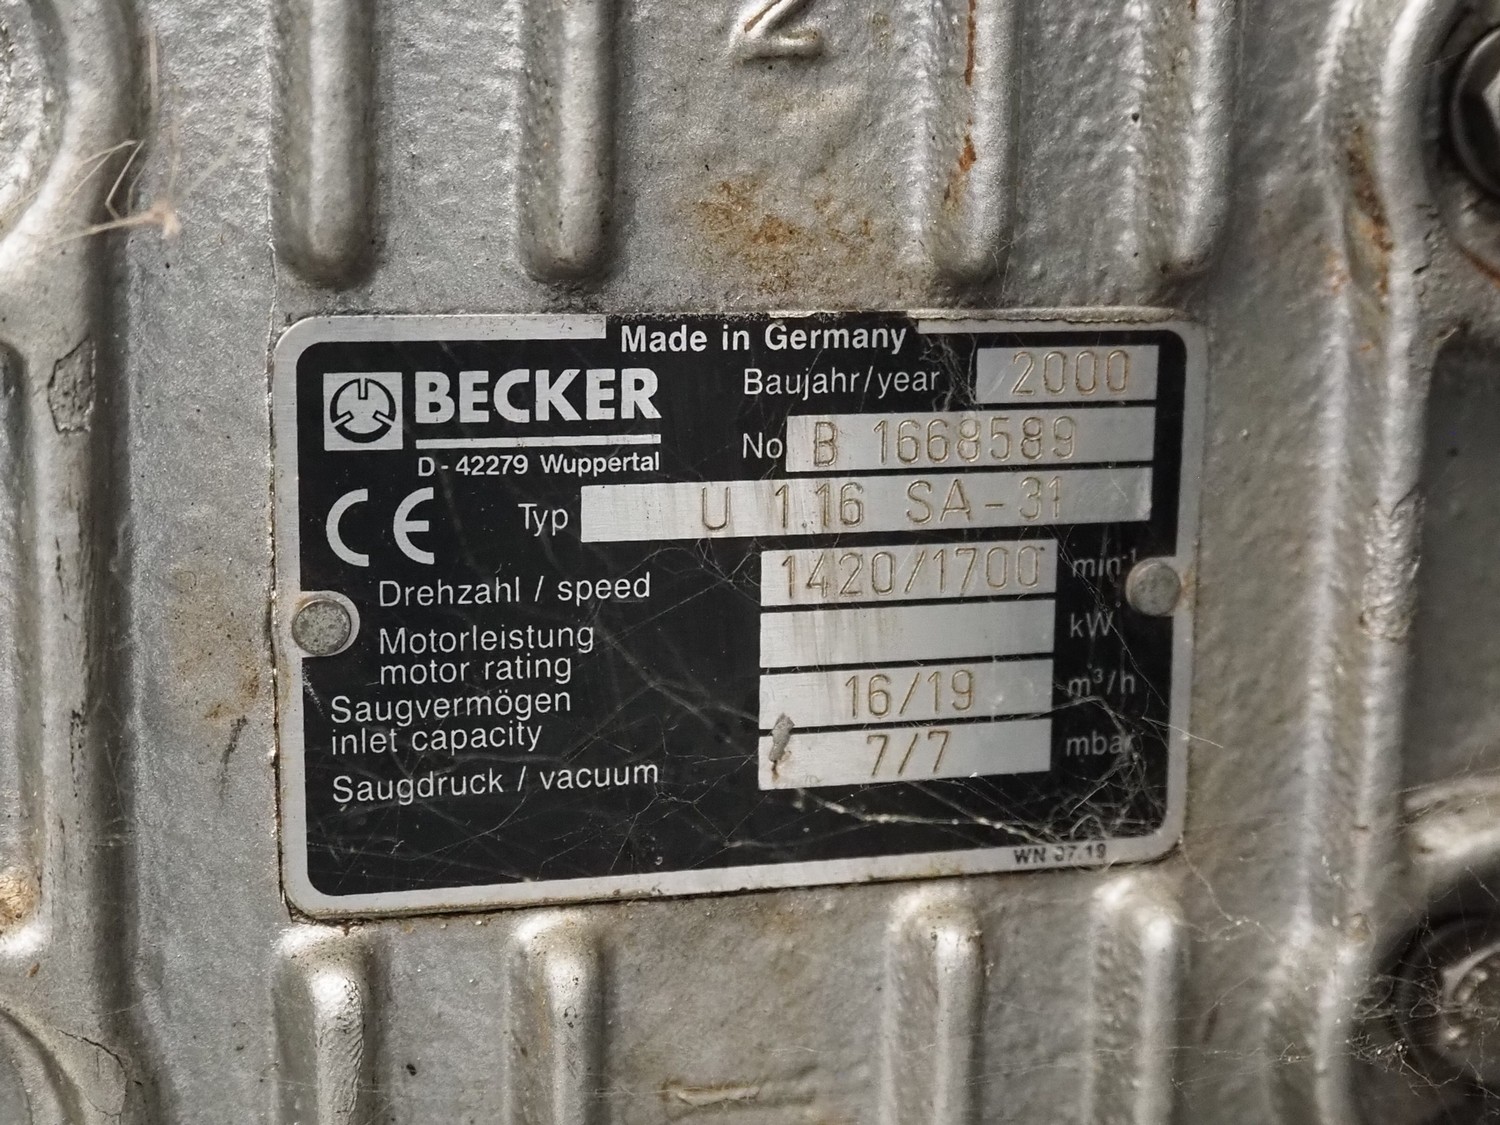 2
Made in Germany
BECKER
D-42279 Wuppertal
Baujahr/year 2000
No B 1668589
CE Typ U 1.16 SA-31
Drehzahl / speed 1420/1700 min-1
Motorleistung
motor rating kW
Saugvermögen
inlet capacity 16/19 m³/h
Saugdruck / vacuum 7/7 mbar
WN 37.19